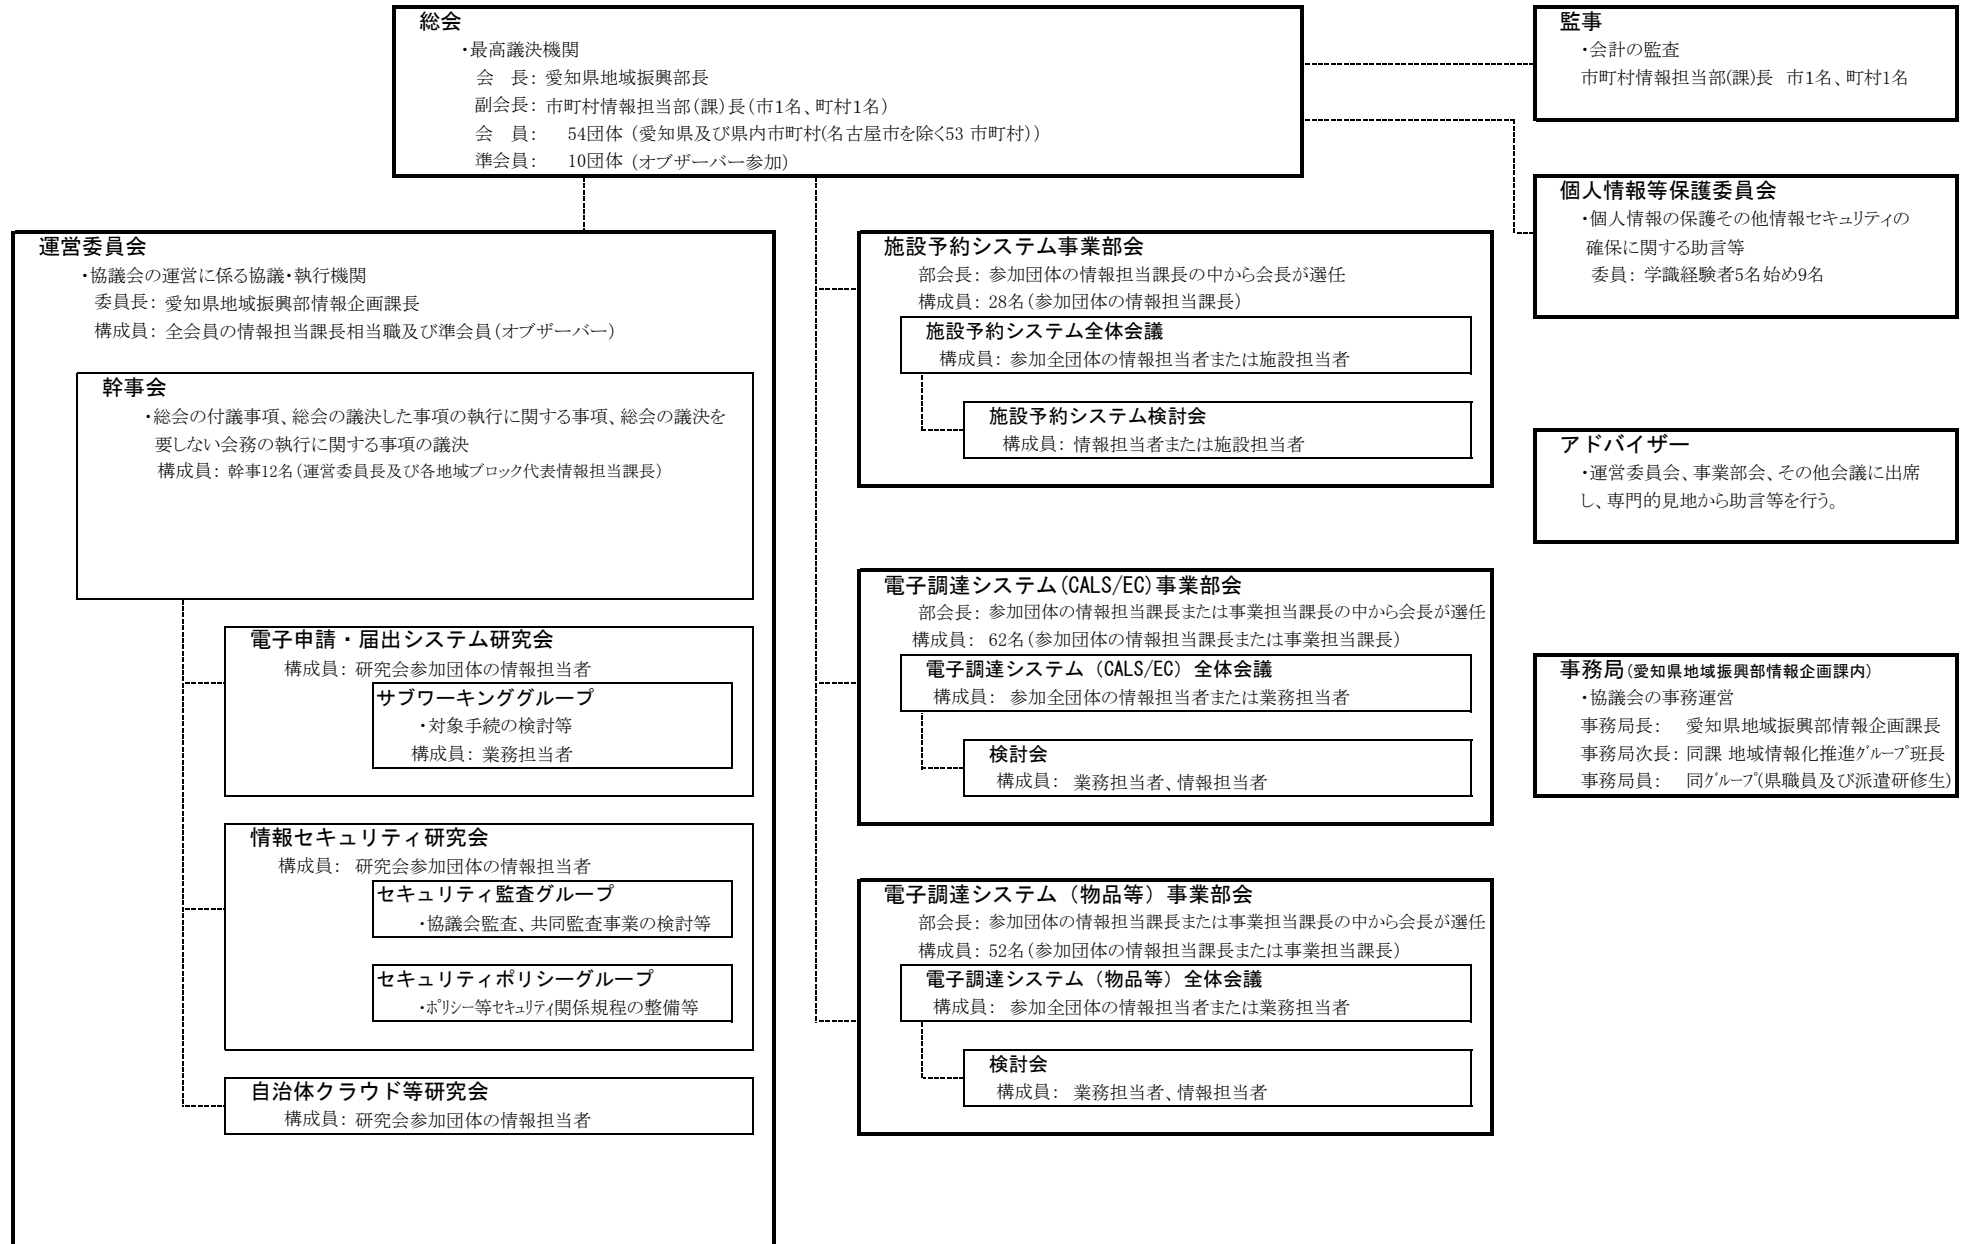 総会
・最高議決機関
会　長： 愛知県地域振興部長
副会長： 市町村情報担当部（課）長（市1名、町村1名）
会　員：　54団体 （愛知県及び県内市町村（名古屋市を除く53 市町村））
準会員：　10団体 （オブザーバー参加）
監事
・会計の監査
市町村情報担当部(課)長　市1名、町村1名
個人情報等保護委員会
・個人情報の保護その他情報セキュリティの
確保に関する助言等
委員： 学識経験者5名始め9名
運営委員会
・協議会の運営に係る協議・執行機関
委員長： 愛知県地域振興部情報企画課長
構成員： 全会員の情報担当課長相当職及び準会員（オブザーバー）
幹事会
・総会の付議事項、総会の議決した事項の執行に関する事項、総会の議決を
要しない会務の執行に関する事項の議決
構成員： 幹事12名（運営委員長及び各地域ブロック代表情報担当課長）
電子申請・届出システム研究会
構成員： 研究会参加団体の情報担当者
サブワーキンググループ
・対象手続の検討等
構成員： 業務担当者
情報セキュリティ研究会
構成員： 研究会参加団体の情報担当者
セキュリティ監査グループ
・協議会監査、共同監査事業の検討等
セキュリティポリシーグループ
・ﾎﾟﾘｼｰ等ｾｷｭﾘﾃｨ関係規程の整備等
自治体クラウド等研究会
構成員： 研究会参加団体の情報担当者
施設予約システム事業部会
部会長： 参加団体の情報担当課長の中から会長が選任
構成員： 28名（参加団体の情報担当課長）
施設予約システム全体会議
構成員： 参加全団体の情報担当者または施設担当者
施設予約システム検討会
構成員： 情報担当者または施設担当者
電子調達システム(CALS/EC)事業部会
部会長： 参加団体の情報担当課長または事業担当課長の中から会長が選任
構成員： 62名（参加団体の情報担当課長または事業担当課長）
電子調達システム（CALS/EC）全体会議
構成員： 参加全団体の情報担当者または業務担当者
検討会
構成員： 業務担当者、情報担当者
電子調達システム（物品等）事業部会
部会長： 参加団体の情報担当課長または事業担当課長の中から会長が選任
構成員： 52名（参加団体の情報担当課長または事業担当課長）
電子調達システム（物品等）全体会議
構成員： 参加全団体の情報担当者または業務担当者
検討会
構成員： 業務担当者、情報担当者
アドバイザー
・運営委員会、事業部会、その他会議に出席
し、専門的見地から助言等を行う。
事務局(愛知県地域振興部情報企画課内)
・協議会の事務運営
事務局長：　愛知県地域振興部情報企画課長
事務局次長： 同課 地域情報化推進ｸﾞﾙｰﾌﾟ班長
事務局員：　同ｸﾞﾙｰﾌﾟ(県職員及び派遣研修生)